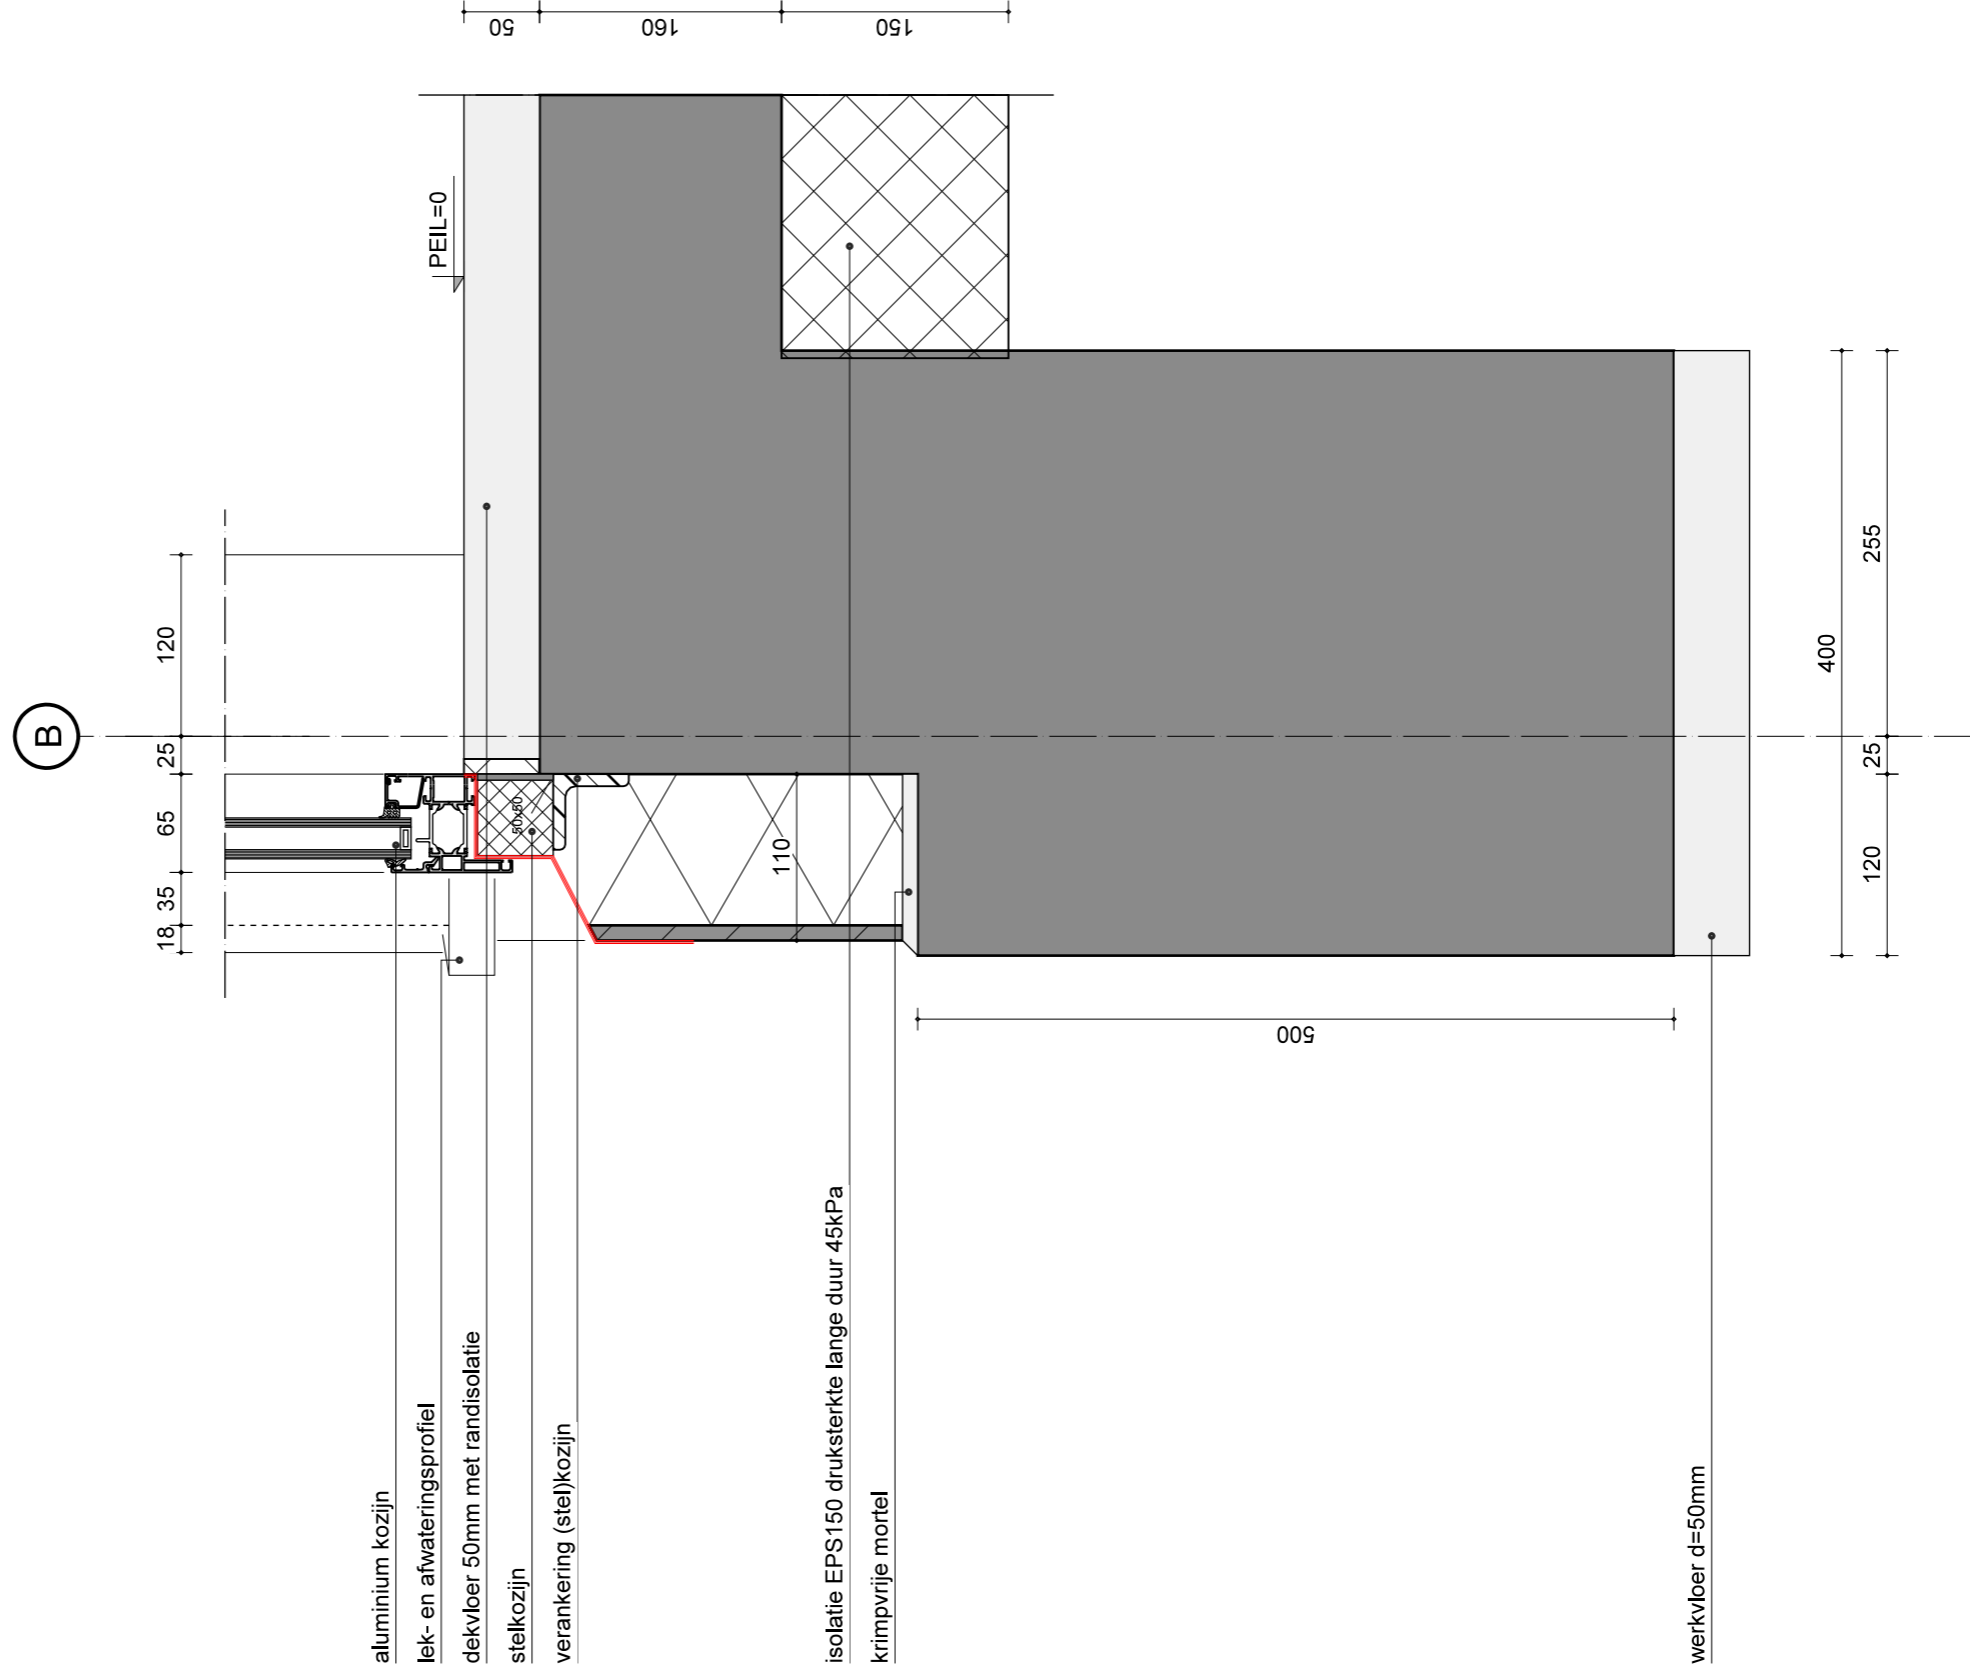 50
160
150
PEIL=0
B
120
25
65
35
18
50x50
110
255
400
25
120
500
aluminium kozijn
lek- en afwateringsprofiel
dekvloer 50mm met randisolatie
stelkozijn
verankering (stel)kozijn
isolatie EPS150 druksterkte lange duur 45kPa
krimpvrije mortel
werkvloer d=50mm